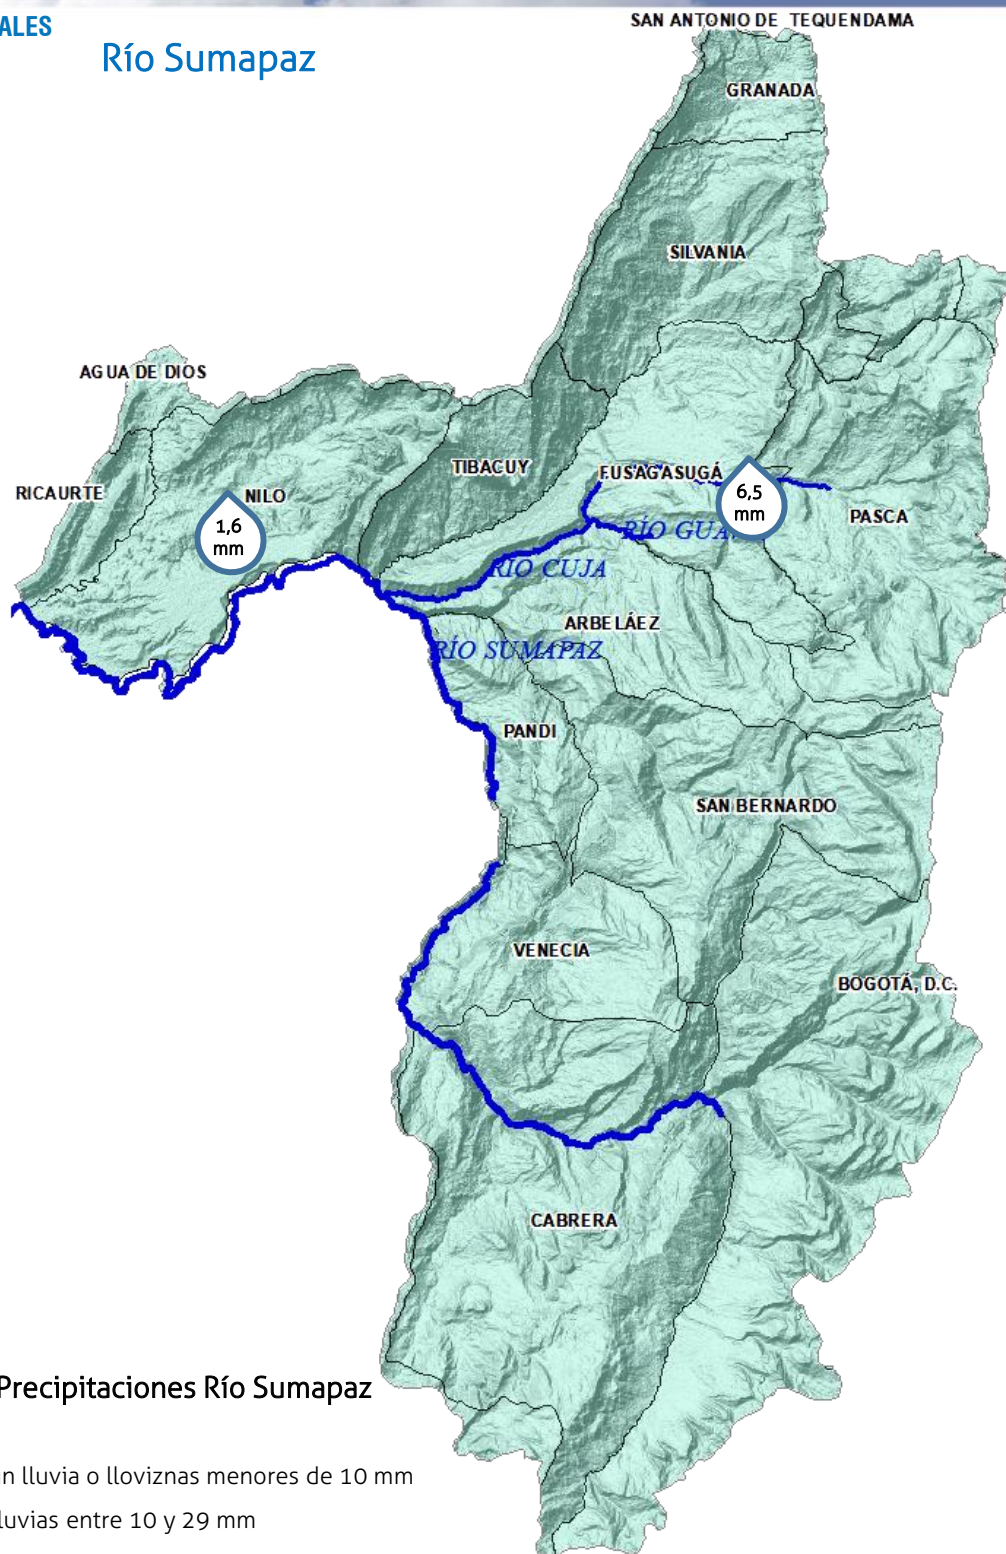 ALES
Río Sumapaz
SAN ANTONIO DE TEQUENDAMA
GRANADA
SILVANIA
AGUA DE DIOS
TIBACUY
FUSAGASUGÁ
RICAURTE
NILO
6,5
mm
PASCA
1,6
mm
RÍO GUA
RÍO CUJA
ARBELÁEZ
RÍO SUMAPAZ
PANDI
SAN BERNARDO
VENECIA
BOGOTÁ, D.C.
CABRERA
Precipitaciones Río Sumapaz
n lluvia o lloviznas menores de 10 mm
luvias entre 10 y 29 mm